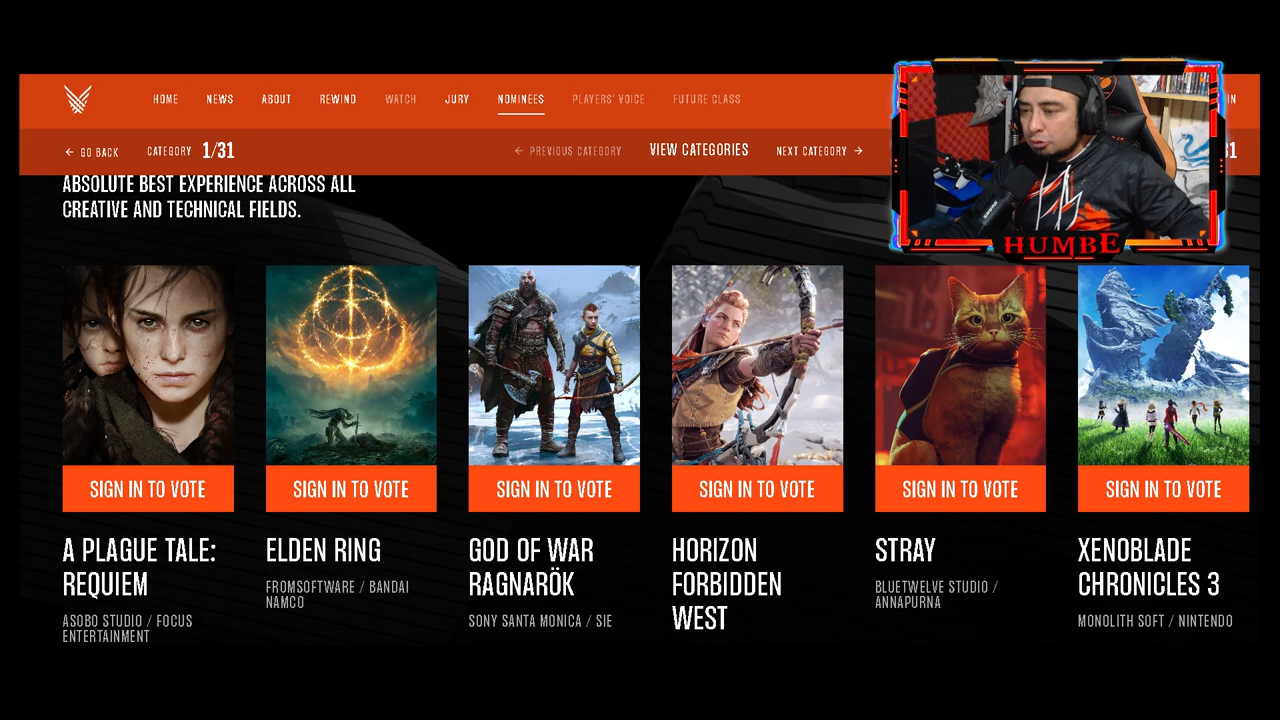 HOME NEWS ABOUT REWIND WATCH JURY NOMINEES PLAYERS' VOICE FUTURE CLASS IN
← GO BACK CATEGORY 1/31 ← PREVIOUS CATEGORY VIEW CATEGORIES NEXT CATEGORY → 31
HUMBE
ABSOLUTE BEST EXPERIENCE ACROSS ALL
CREATIVE AND TECHNICAL FIELDS.
SIGN IN TO VOTE
A PLAGUE TALE:
REQUIEM
ASOBO STUDIO / FOCUS
ENTERTAINMENT
SIGN IN TO VOTE
ELDEN RING
FROMSOFTWARE / BANDAI
NAMCO
SIGN IN TO VOTE
GOD OF WAR
RAGNARÖK
SONY SANTA MONICA / SIE
SIGN IN TO VOTE
HORIZON
FORBIDDEN
WEST
SIGN IN TO VOTE
STRAY
BLUETWELVE STUDIO /
ANNAPURNA
SIGN IN TO VOTE
XENOBLADE
CHRONICLES 3
MONOLITH SOFT / NINTENDO